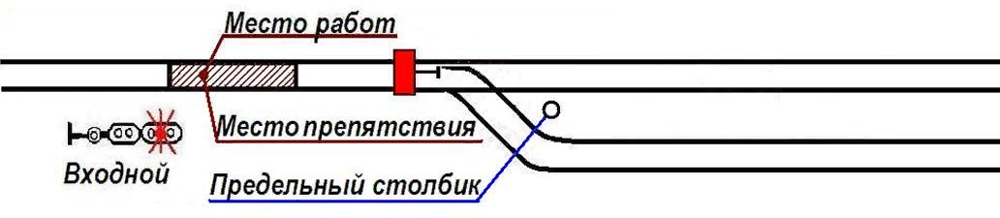 Место работ
Место препятствия
Входной
Предельный столбик